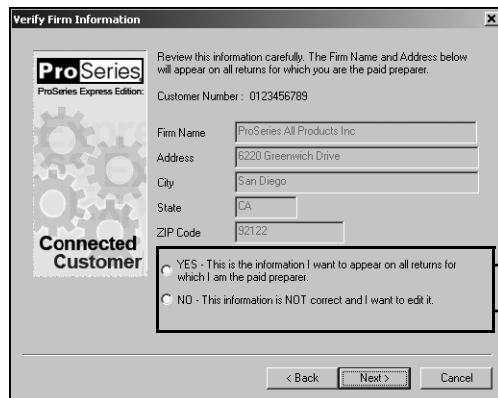 Verify Firm Information
ProSeries
ProSeries Express Edition:
Connected
Customer
Review this information carefully. The Firm Name and Address below
will appear on all returns for which you are the paid preparer.
Customer Number : 0123456789
Firm Name ProSeries All Products Inc
Address 6220 Greenwich Drive
City San Diego
State CA
ZIP Code 92122
YES - This is the information I want to appear on all returns for
which I am the paid preparer.
NO - This information is NOT correct and I want to edit it.
< Back Next > Cancel